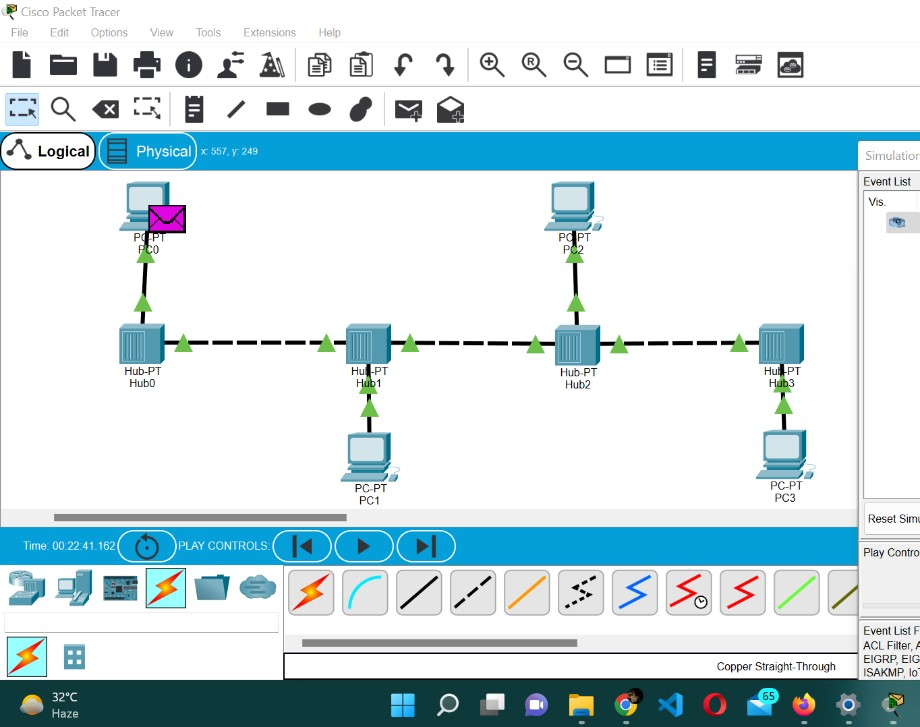 Cisco Packet Tracer
File Edit Options View Tools Extensions Help
Logical
Physical
x: 557, y: 249
Simulation
Event List
Vis.
PC-PT
PC0
PC-PT
PC2
Hub-PT
Hub0
Hub-PT
Hub1
Hub-PT
Hub2
Hub-PT
Hub3
PC-PT
PC1
PC-PT
PC3
Reset Simu
Time: 00:22:41.162
PLAY CONTROLS:
Play Contro
Event List F
ACL Filter, A
EIGRP, EIG
ISAKMP, IoT
Copper Straight-Through
32°C
Haze
65